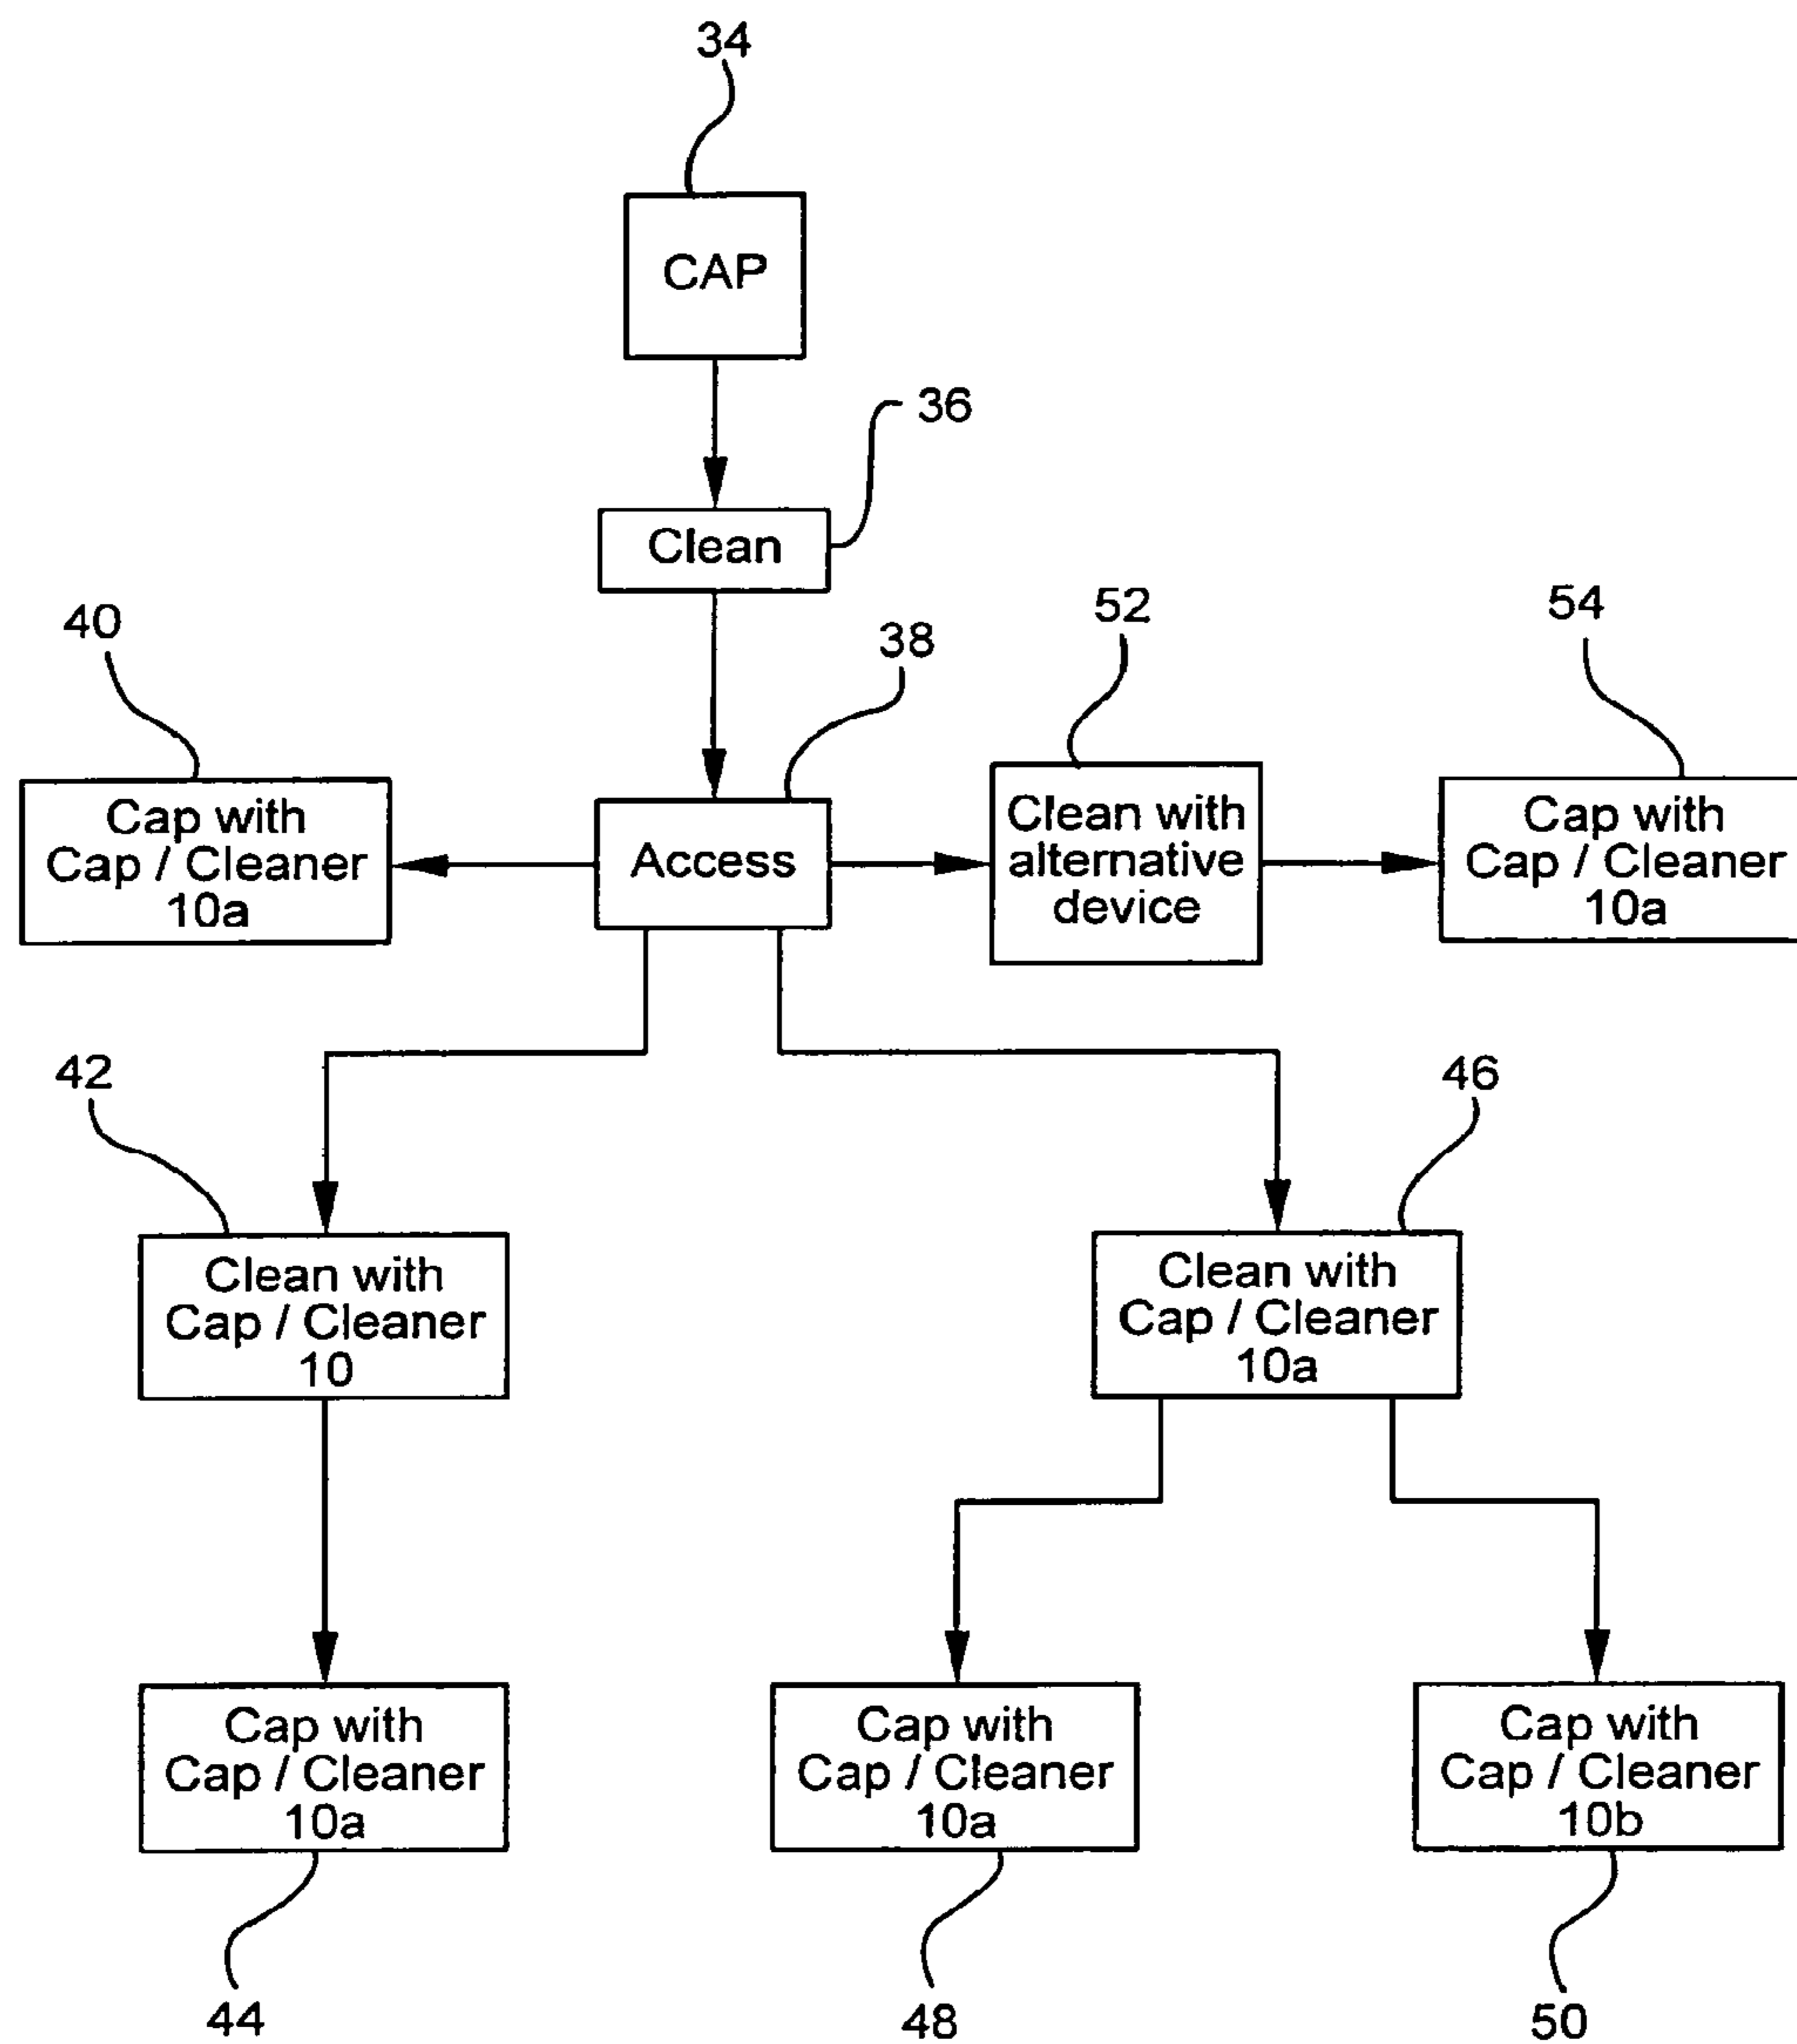 34
CAP
36
Clean
40
38
52
54
Cap with
Cap / Cleaner
10a
Access
Clean with
alternative
device
Cap with
Cap / Cleaner
10a
42
46
Clean with
Cap / Cleaner
10
Clean with
Cap / Cleaner
10a
Cap with
Cap / Cleaner
10a
Cap with
Cap / Cleaner
10a
Cap with
Cap / Cleaner
10b
44
48
50